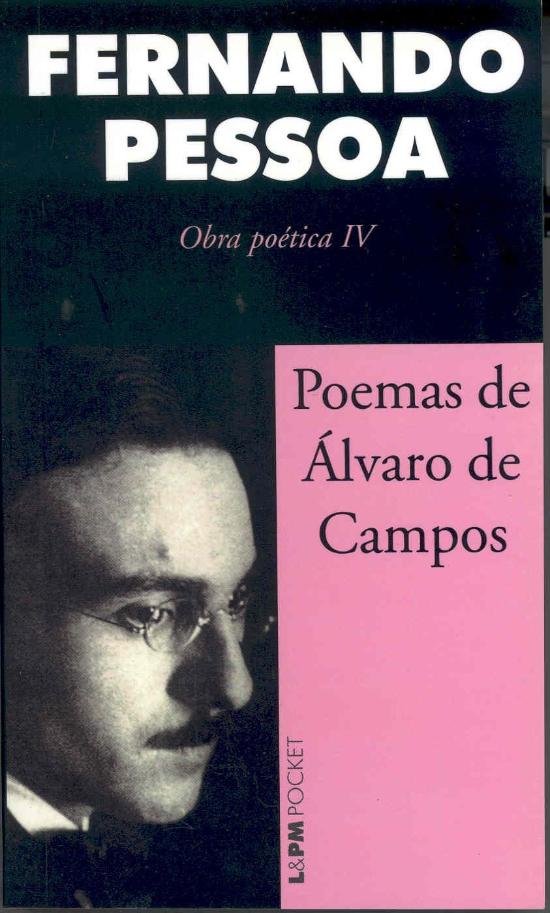 FERNANDO
PESSOA
Obra poética IV
Poemas de
Álvaro de
Campos
L&PM POCKET